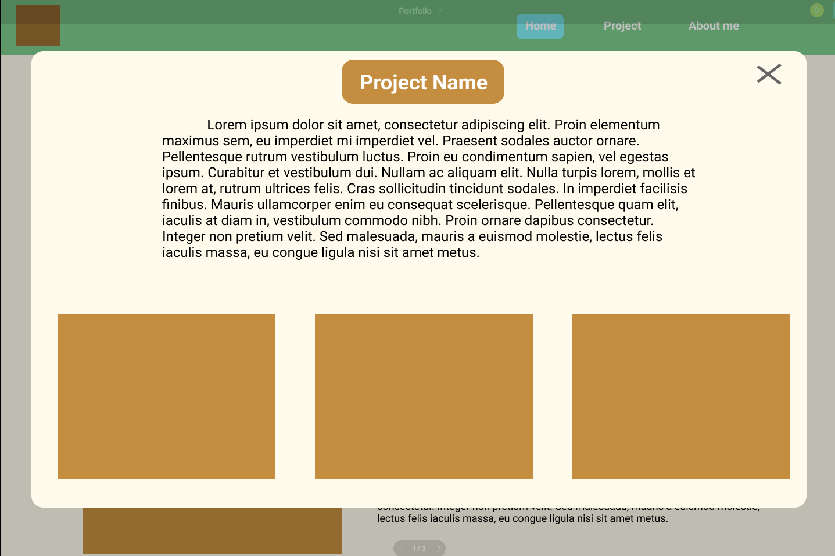 Portfolio
Home Project About me
Project Name
Lorem ipsum dolor sit amet, consectetur adipiscing elit. Proin elementum
maximus sem, eu imperdiet mi imperdiet vel. Praesent sodales auctor ornare.
Pellentesque rutrum vestibulum luctus. Proin eu condimentum sapien, vel egestas
ipsum. Curabitur et vestibulum dui. Nullam ac aliquam elit. Nulla turpis lorem, mollis et
lorem at, rutrum ultrices felis. Cras sollicitudin tincidunt sodales. In imperdiet facilisis
finibus. Mauris ullamcorper enim eu consequat scelerisque. Pellentesque quam elit,
iaculis at diam in, vestibulum commodo nibh. Proin ornare dapibus consectetur.
Integer non pretium velit. Sed malesuada, mauris a euismod molestie, lectus felis
iaculis massa, eu congue ligula nisi sit amet metus.
consectetur. Integer non pretium velit. Sed malesuada, mauris a euismod molestie,
lectus felis iaculis massa, eu congue ligula nisi sit amet metus.
1 / 3